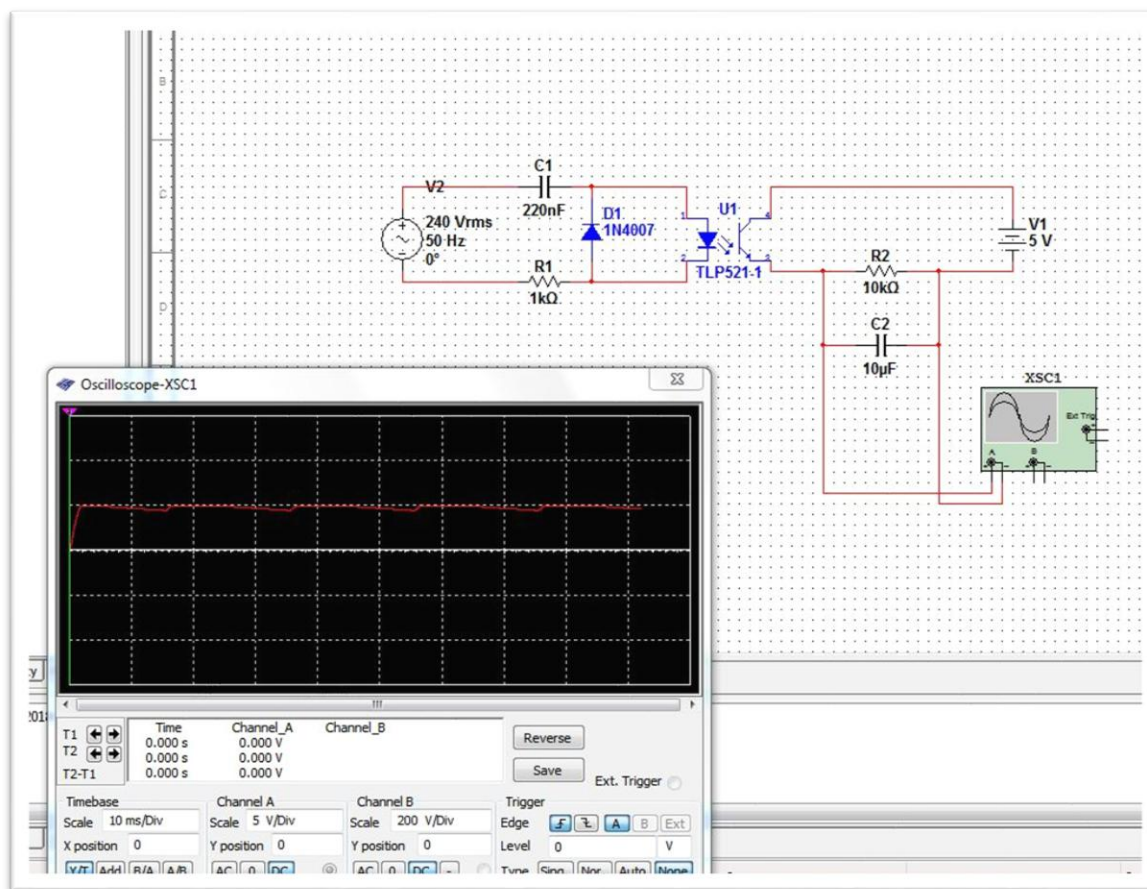 B
C
D
V2
240 Vrms
50 Hz
0°
C1
220nF
D1
1N4007
R1
1kΩ
1
2
U1
4
3
TLP521-1
V1
5 V
R2
10kΩ
C2
10µF
XSC1
Ext Trig
A
B
Oscilloscope-XSC1
Time Channel_A Channel_B
T1 0.000 s 0.000 V
T2 0.000 s 0.000 V
T2-T1 0.000 s 0.000 V
Reverse
Save
Ext. Trigger
Timebase
Scale 10 ms/Div
X position 0
Y/T Add B/A A/B
Channel A
Scale 5 V/Div
Y position 0
AC 0 DC
Channel B
Scale 200 V/Div
Y position 0
AC 0 DC -
Trigger
Edge A B Ext
Level 0 V
Type Sing. Nor. Auto None